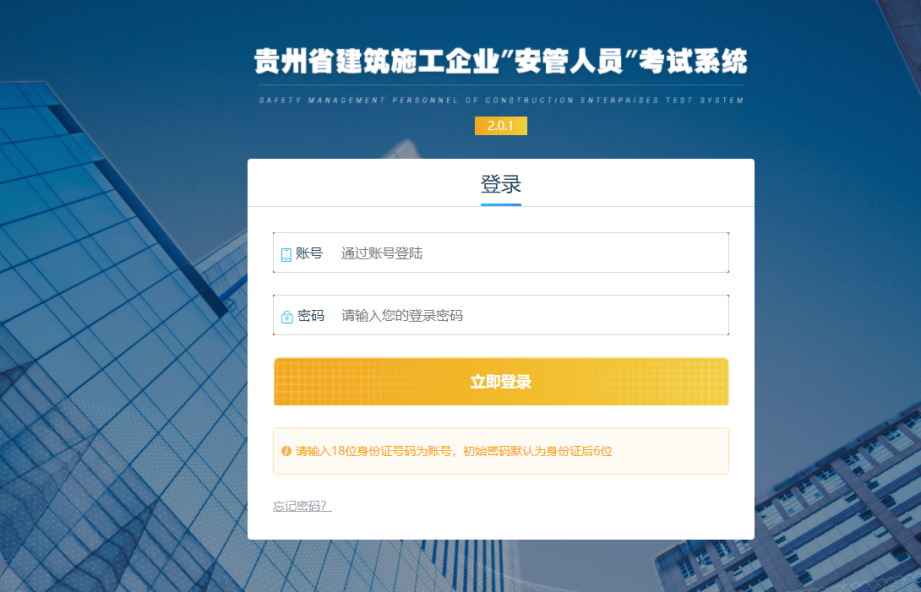 贵州省建筑施工企业"安管人员"考试系统
SAFETY MANAGEMENT PERSONNEL OF CONSTRUCTION ENTERPRISES TEST SYSTEM
2.0.1
登录
账号 通过账号登陆
密码 请输入您的登录密码
立即登录
请输入18位身份证号码为账号，初始密码默认为身份证后6位
忘记密码？